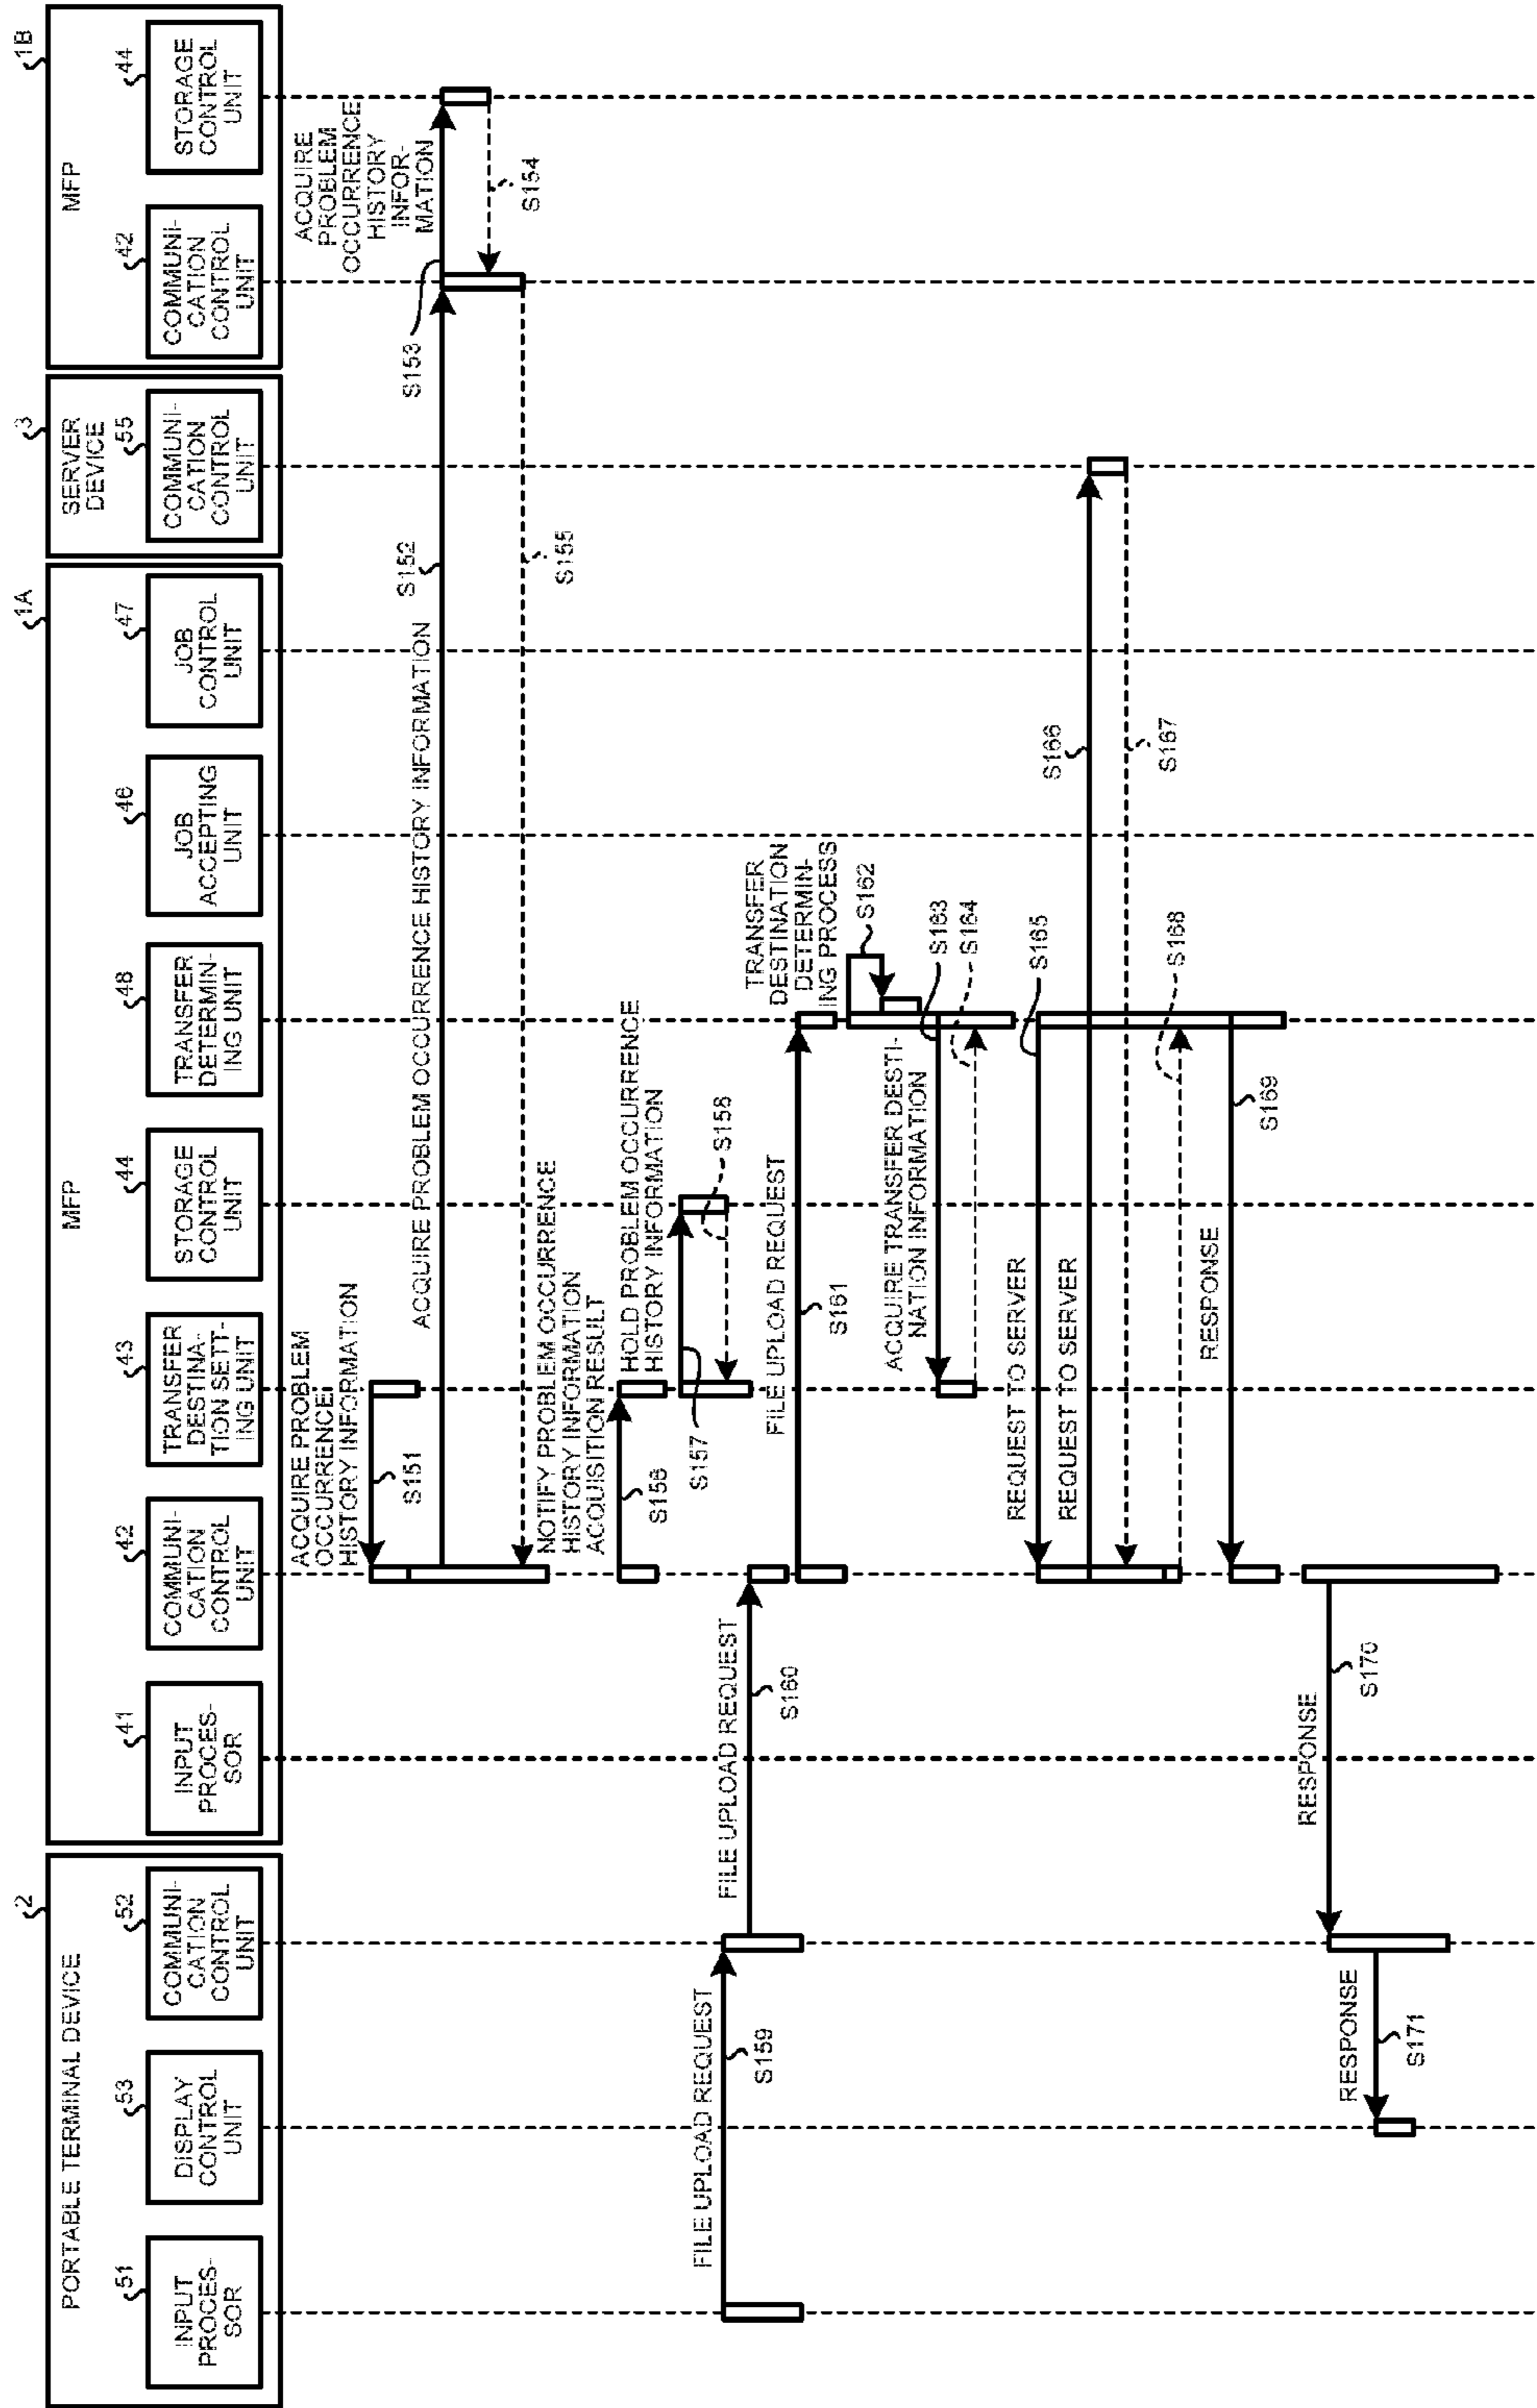 PORTABLE TERMINAL DEVICE
2
51
INPUT
PROCES-
SOR
53
DISPLAY
CONTROL
UNIT
52
COMMUNI-
CATION
CONTROL
UNIT
MFP
1A
41
INPUT
PROCES-
SOR
42
COMMUNI-
CATION
CONTROL
UNIT
43
TRANSFER
DESTINA-
TION SETT-
ING UNIT
44
STORAGE
CONTROL
UNIT
48
TRANSFER
DETERMIN-
ING UNIT
46
JOB
ACCEPTING
UNIT
47
JOB
CONTROL
UNIT
SERVER
DEVICE
3
55
COMMUNI-
CATION
CONTROL
UNIT
MFP
1B
42
COMMUNI-
CATION
CONTROL
UNIT
44
STORAGE
CONTROL
UNIT
ACQUIRE PROBLEM
OCCURRENCE
HISTORY INFORMATION
S151
ACQUIRE PROBLEM OCCURRENCE HISTORY INFORMATION
S152
S153
ACQUIRE
PROBLEM
OCCURRENCE
HISTORY
INFOR-
MATION
S154
S155
NOTIFY PROBLEM OCCURRENCE
HISTORY INFORMATION
ACQUISITION RESULT
S156
HOLD PROBLEM OCCURRENCE
HISTORY INFORMATION
S157
S158
FILE UPLOAD REQUEST
S159
FILE UPLOAD REQUEST
S160
FILE UPLOAD REQUEST
S161
TRANSFER
DESTINATION
DETERMIN-
ING PROCESS
S162
ACQUIRE TRANSFER DESTI-
NATION INFORMATION
S163
S164
REQUEST TO SERVER
S165
REQUEST TO SERVER
S166
S167
S168
RESPONSE
S169
RESPONSE
S170
RESPONSE
S171